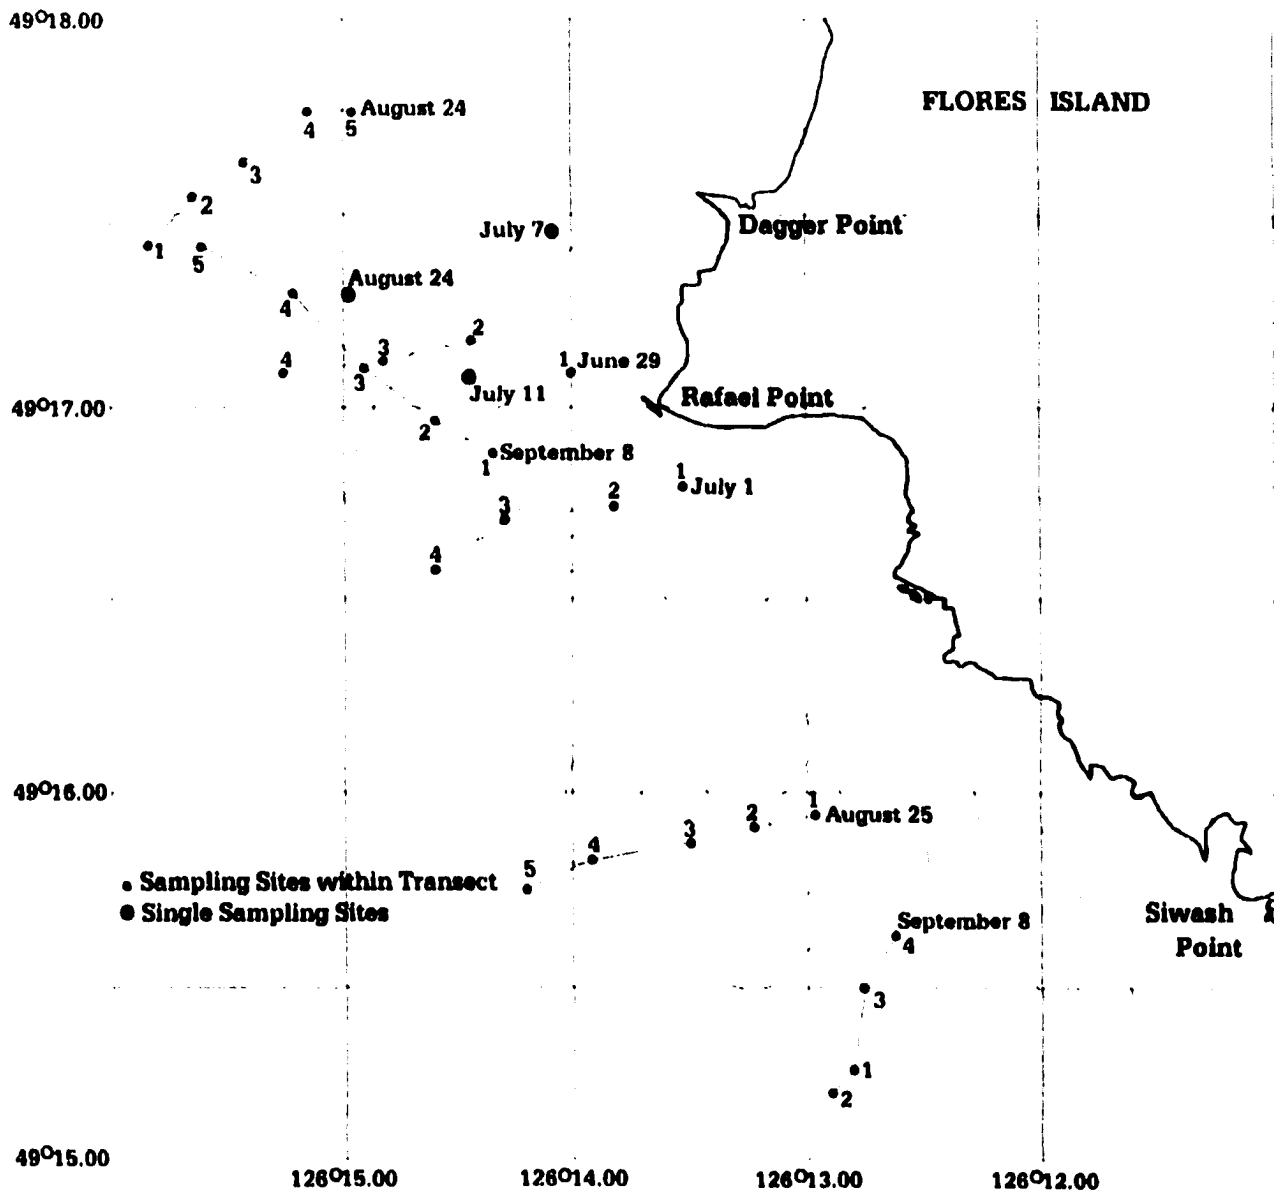 49°18.00
FLORES ISLAND
August 24
4 5
3
2
July 7
Dagger Point
1 5
August 24
4
2
3
4
1 June 29
3
July 11
Rafael Point
49°17.00
2
September 8
1
1
July 1
2
3
4
49°16.00
1
August 25
2
3
4
5
• Sampling Sites within Transect
● Single Sampling Sites
September 8
4
Siwash
Point
3
1
2
49°15.00
126°15.00 126°14.00 126°13.00 126°12.00